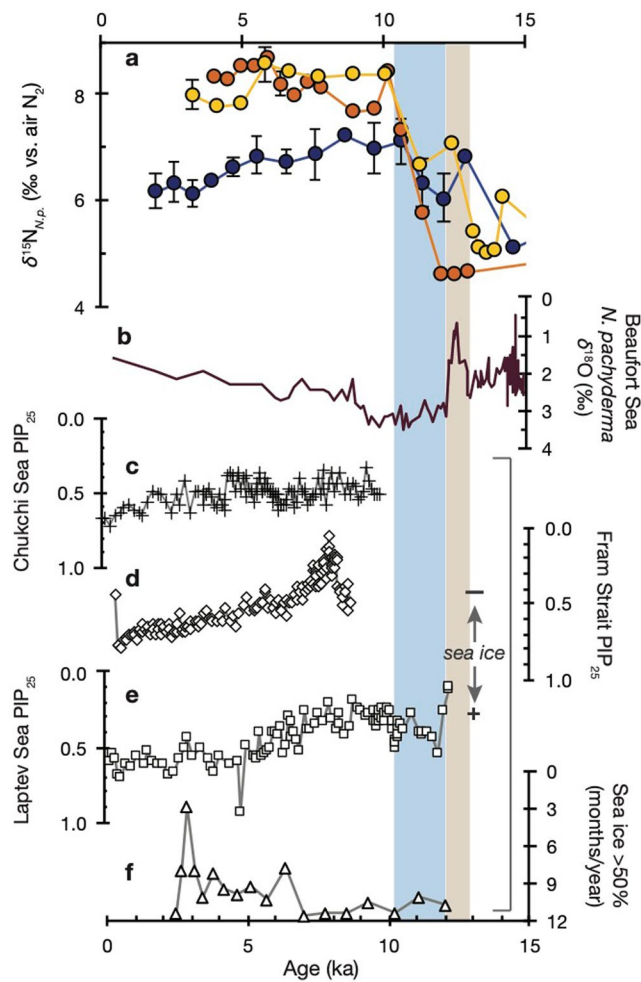 0 5 10 15
a
8
6
4
δ¹⁵N_N.p. (‰ vs. air N₂)
b
0
1
2
3
4
Beaufort Sea
N. pachyderma
δ¹⁸O (‰)
0.0
0.5
1.0
Chukchi Sea PIP₂₅
c
d
0.0
0.5
1.0
Fram Strait PIP₂₅
−
sea ice
+
0.0
0.5
1.0
Laptev Sea PIP₂₅
e
0
3
6
9
12
Sea ice >50%
(months/year)
f
0 5 10 15
Age (ka)